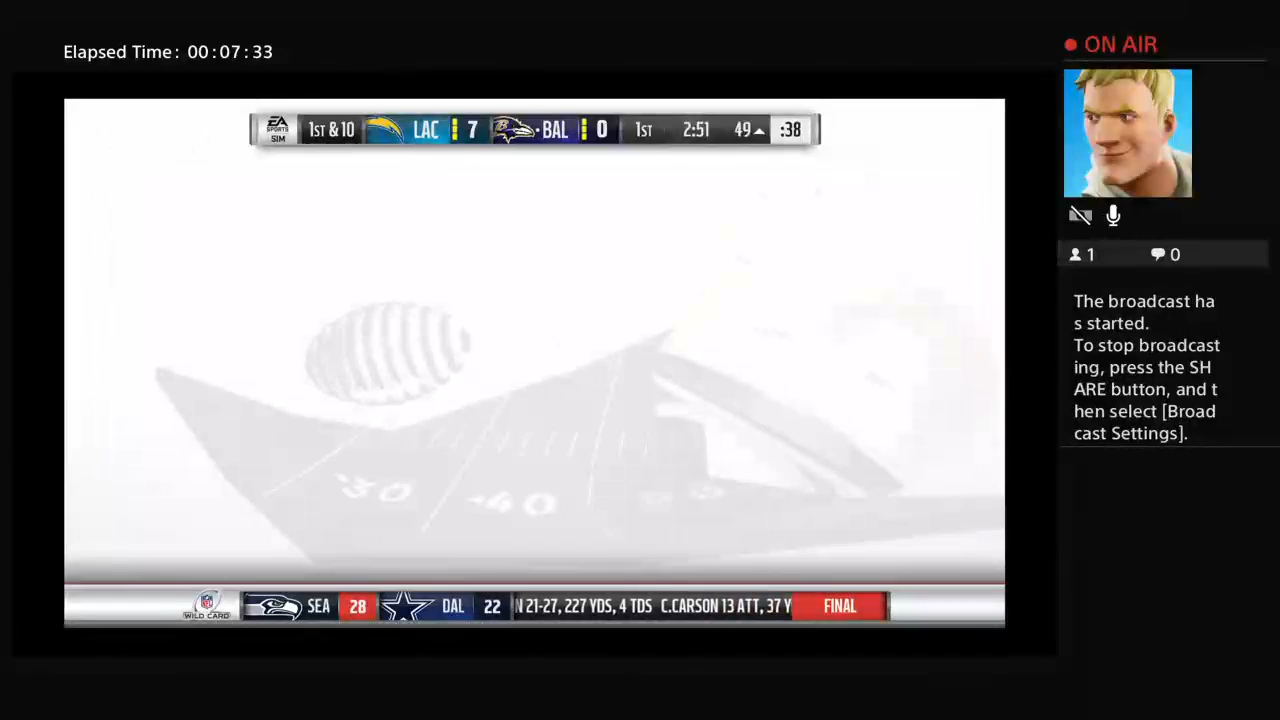 Elapsed Time: 00:07:33
ON AIR
EA SPORTS SIM 1ST & 10 LAC 7 BAL 0 1ST 2:51 49 :38
1 0
The broadcast ha
s started.
To stop broadcast
ing, press the SH
ARE button, and t
hen select [Broad
cast Settings].
30 40
NFL WILD CARD SEA 28 DAL 22 N 21-27, 227 YDS, 4 TDS C.CARSON 13 ATT, 37 Y FINAL